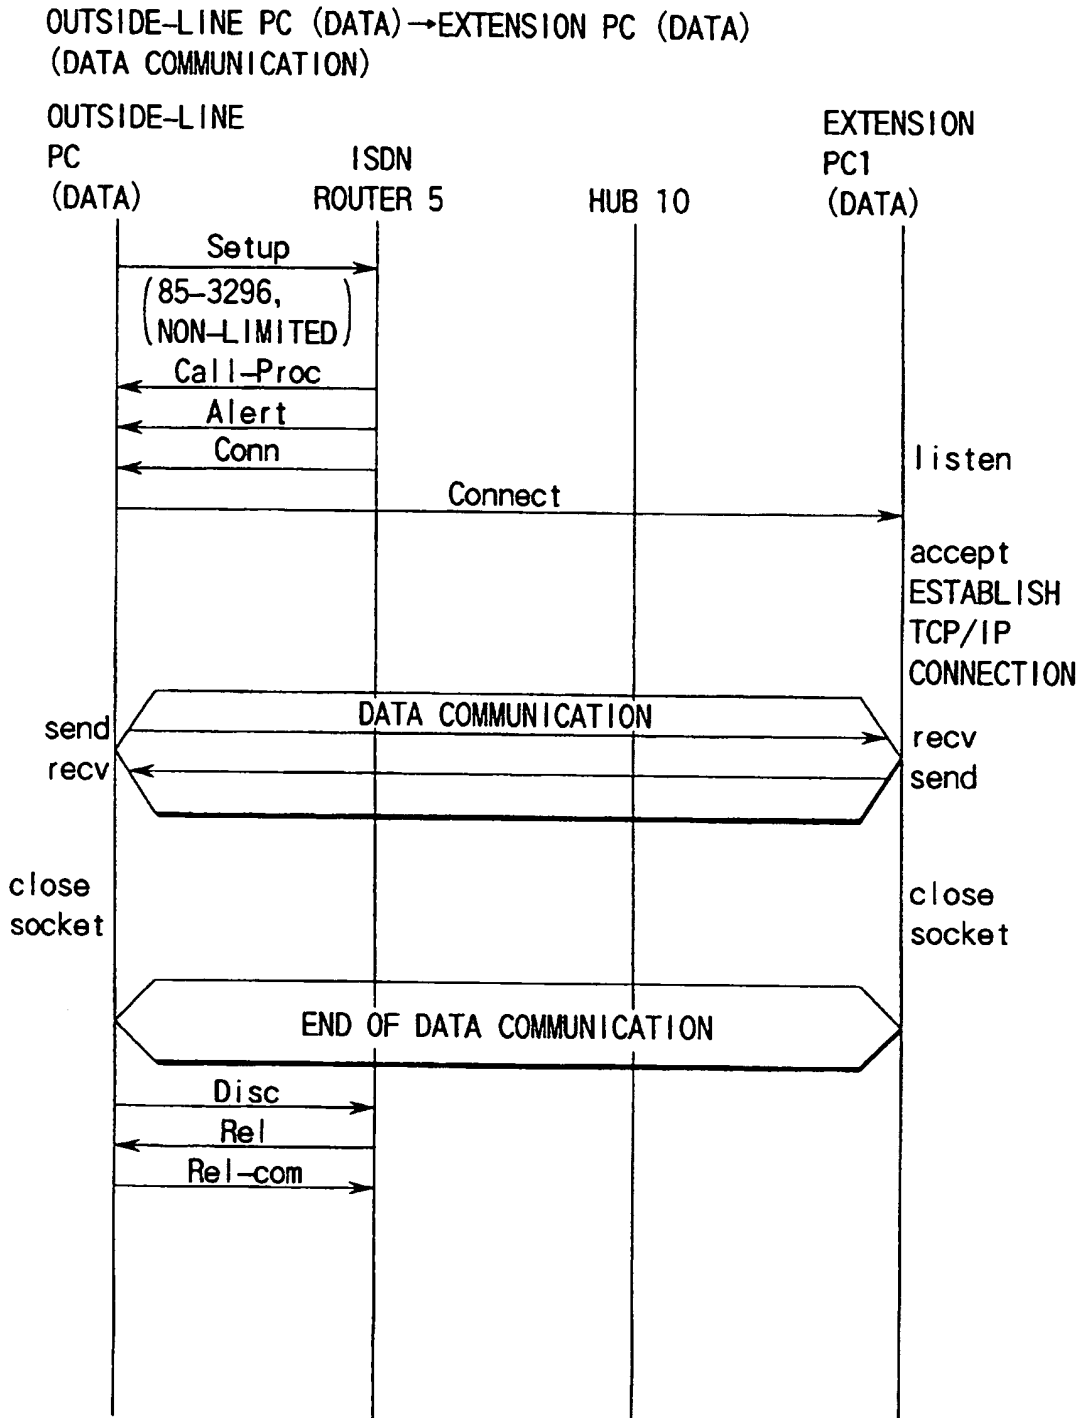 OUTSIDE-LINE PC (DATA)→EXTENSION PC (DATA)
(DATA COMMUNICATION)
OUTSIDE-LINE
PC
(DATA)
ISDN
ROUTER 5
HUB 10
EXTENSION
PC1
(DATA)
Setup
(85-3296,
NON-LIMITED)
Call-Proc
Alert
Conn
listen
Connect
accept
ESTABLISH
TCP/IP
CONNECTION
DATA COMMUNICATION
send
recv
recv
send
close
socket
close
socket
END OF DATA COMMUNICATION
Disc
Rel
Rel-com